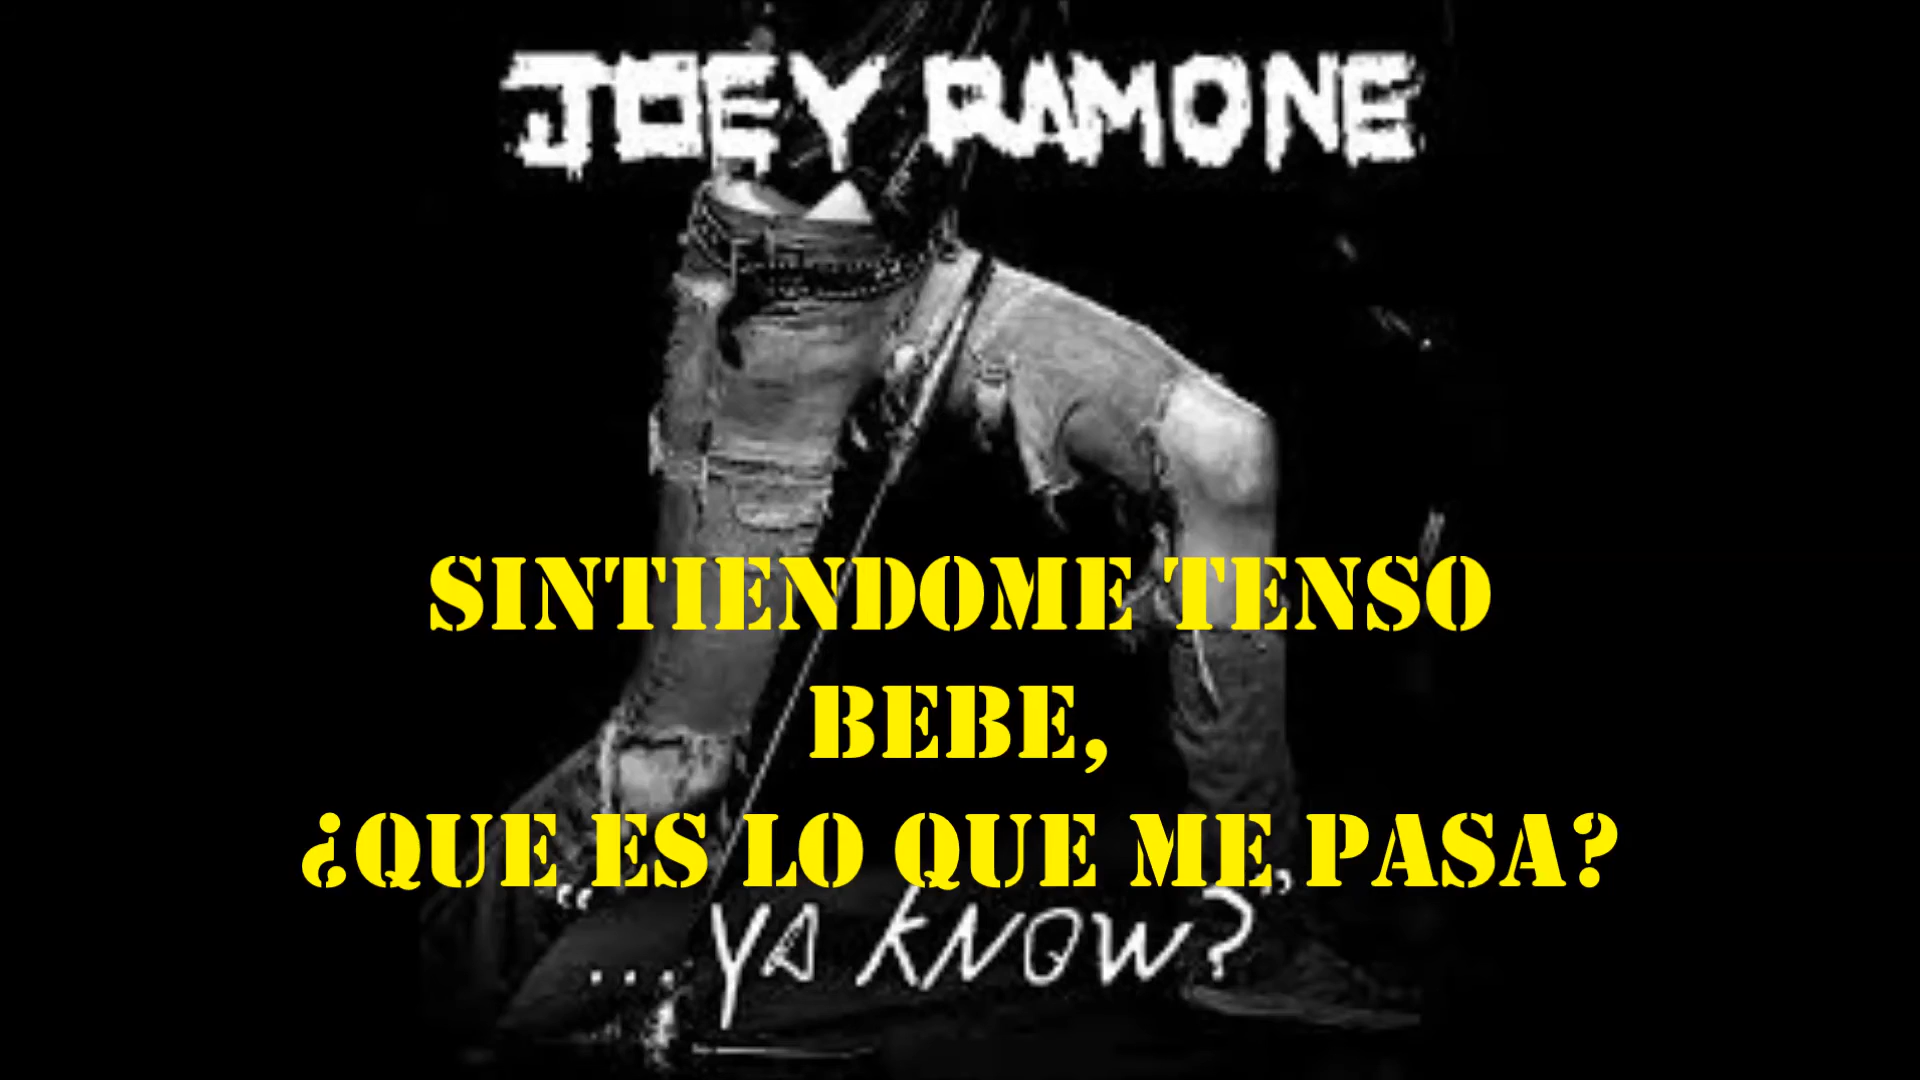 JOEY RAMONE
SINTIENDOME TENSO
BEBE,
¿QUE ES LO QUE ME PASA?
“...YA KNOW?”